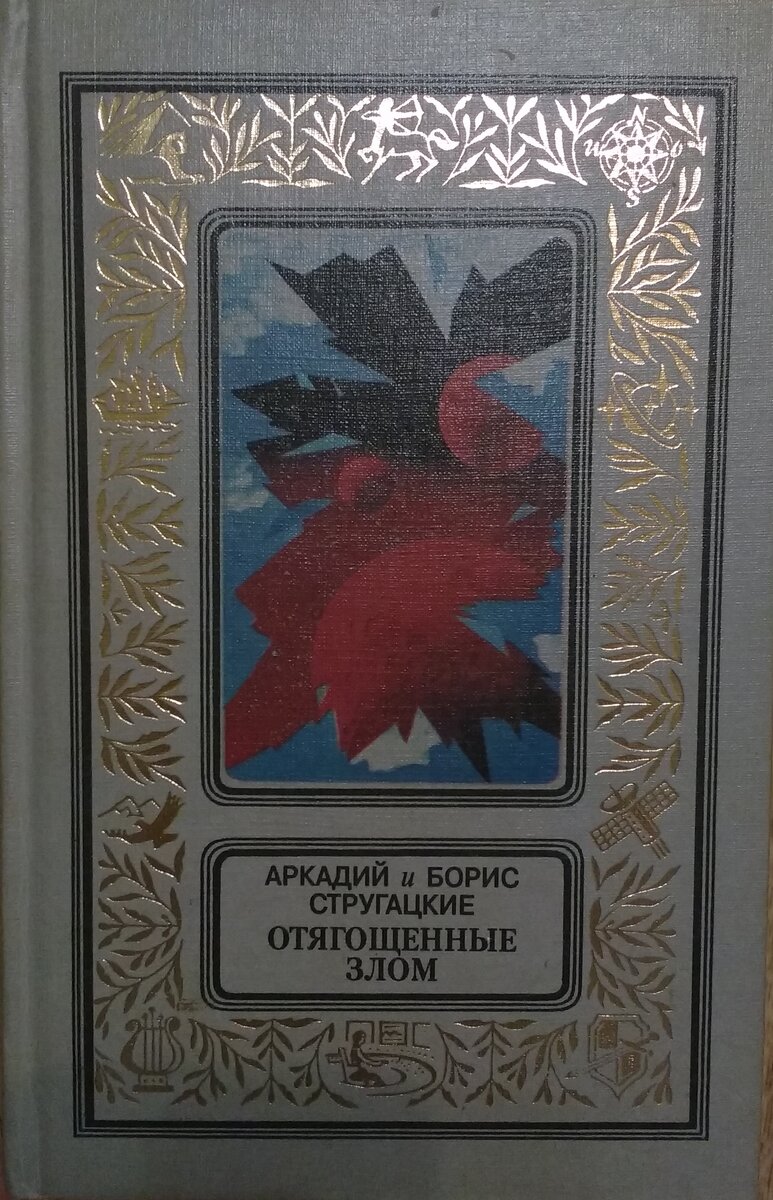 N
O
S
АРКАДИЙ и БОРИС
СТРУГАЦКИЕ
ОТЯГОЩЕННЫЕ
ЗЛОМ